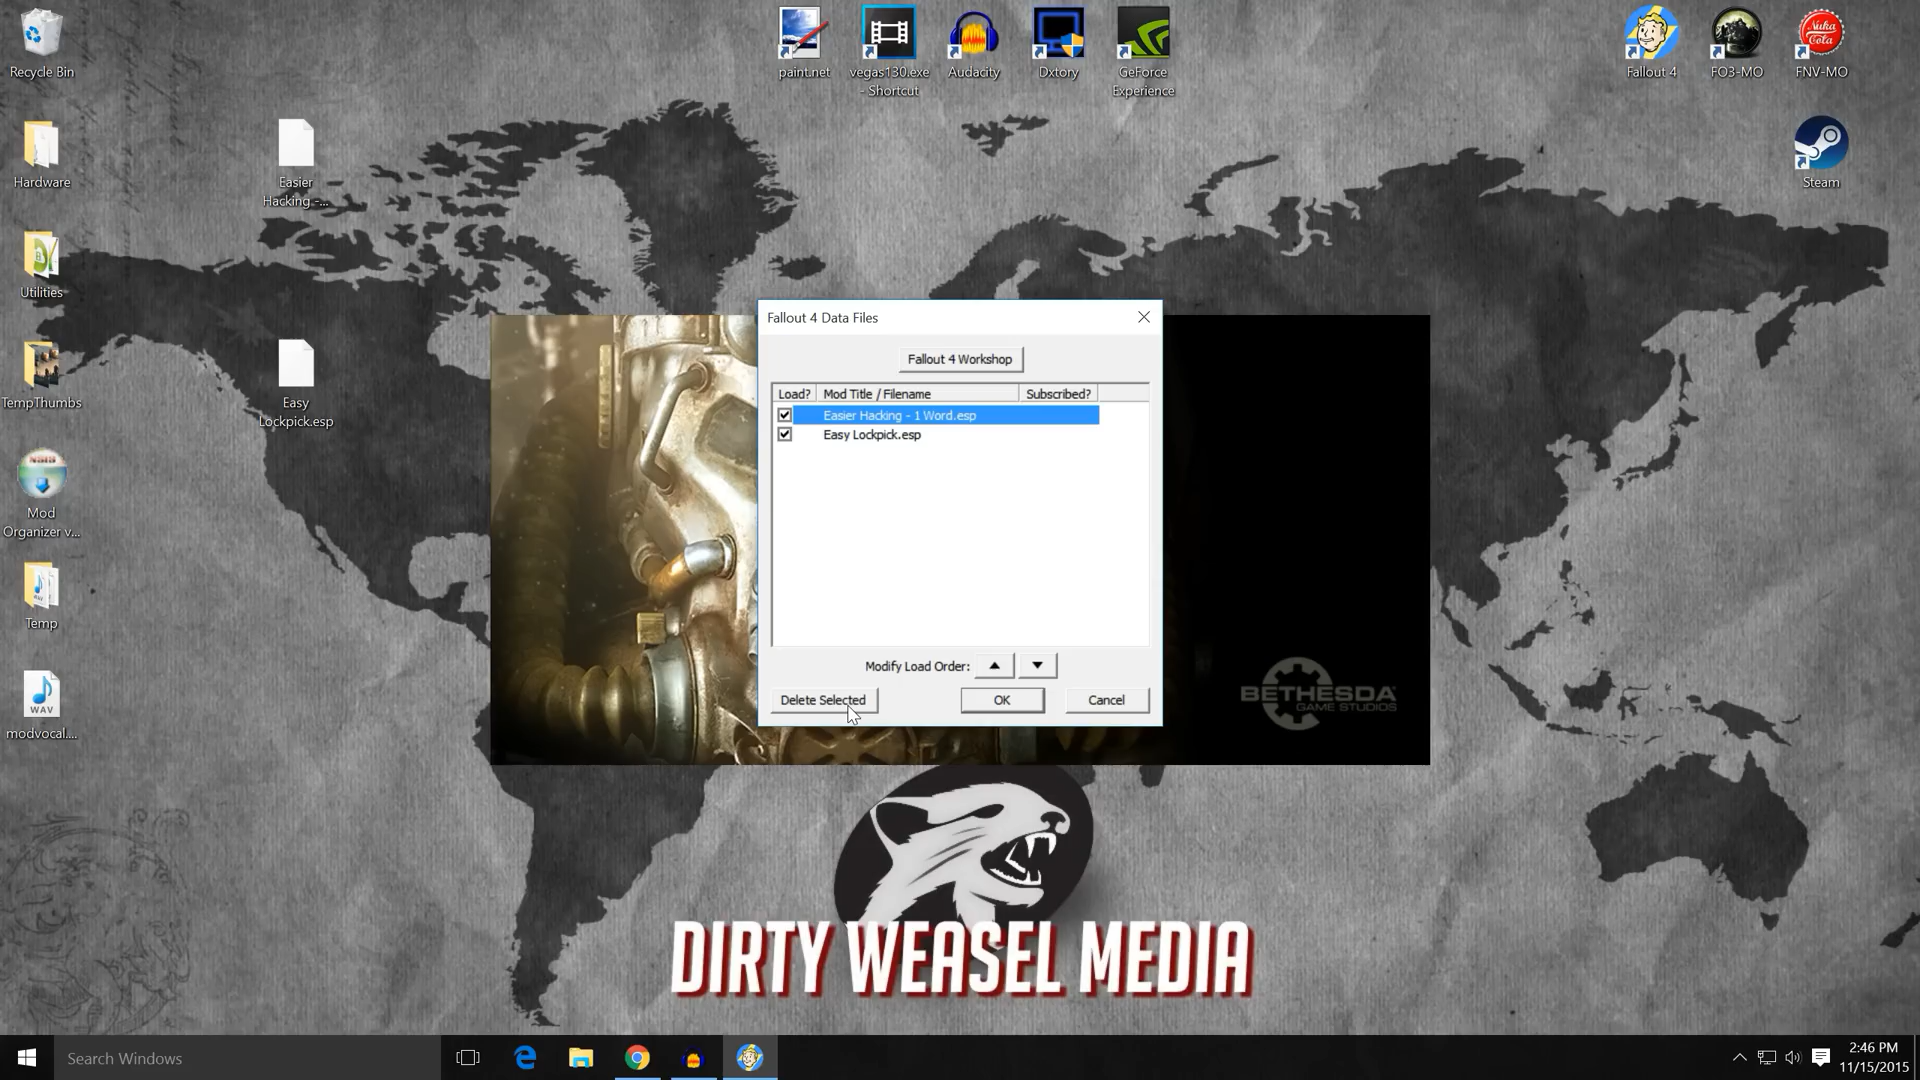 Recycle Bin
paint.net
vegas130.exe
- Shortcut
Audacity
Dxtory
GeForce
Experience
Fallout 4
FO3-MO
Nuka
Cola
FNV-MO
Hardware
Easier
Hacking -...
Steam
Utilities
TempThumbs
Easy
Lockpick.esp
NSIS
Mod
Organizer v...
Temp
WAV
modvocal....
Fallout 4 Data Files
Fallout 4 Workshop
Load?
Mod Title / Filename
Subscribed?
Easier Hacking - 1 Word.esp
Easy Lockpick.esp
Modify Load Order:
Delete Selected
OK
Cancel
BETHESDA
GAME STUDIOS
DIRTY WEASEL MEDIA
Search Windows
2:46 PM
11/15/2015